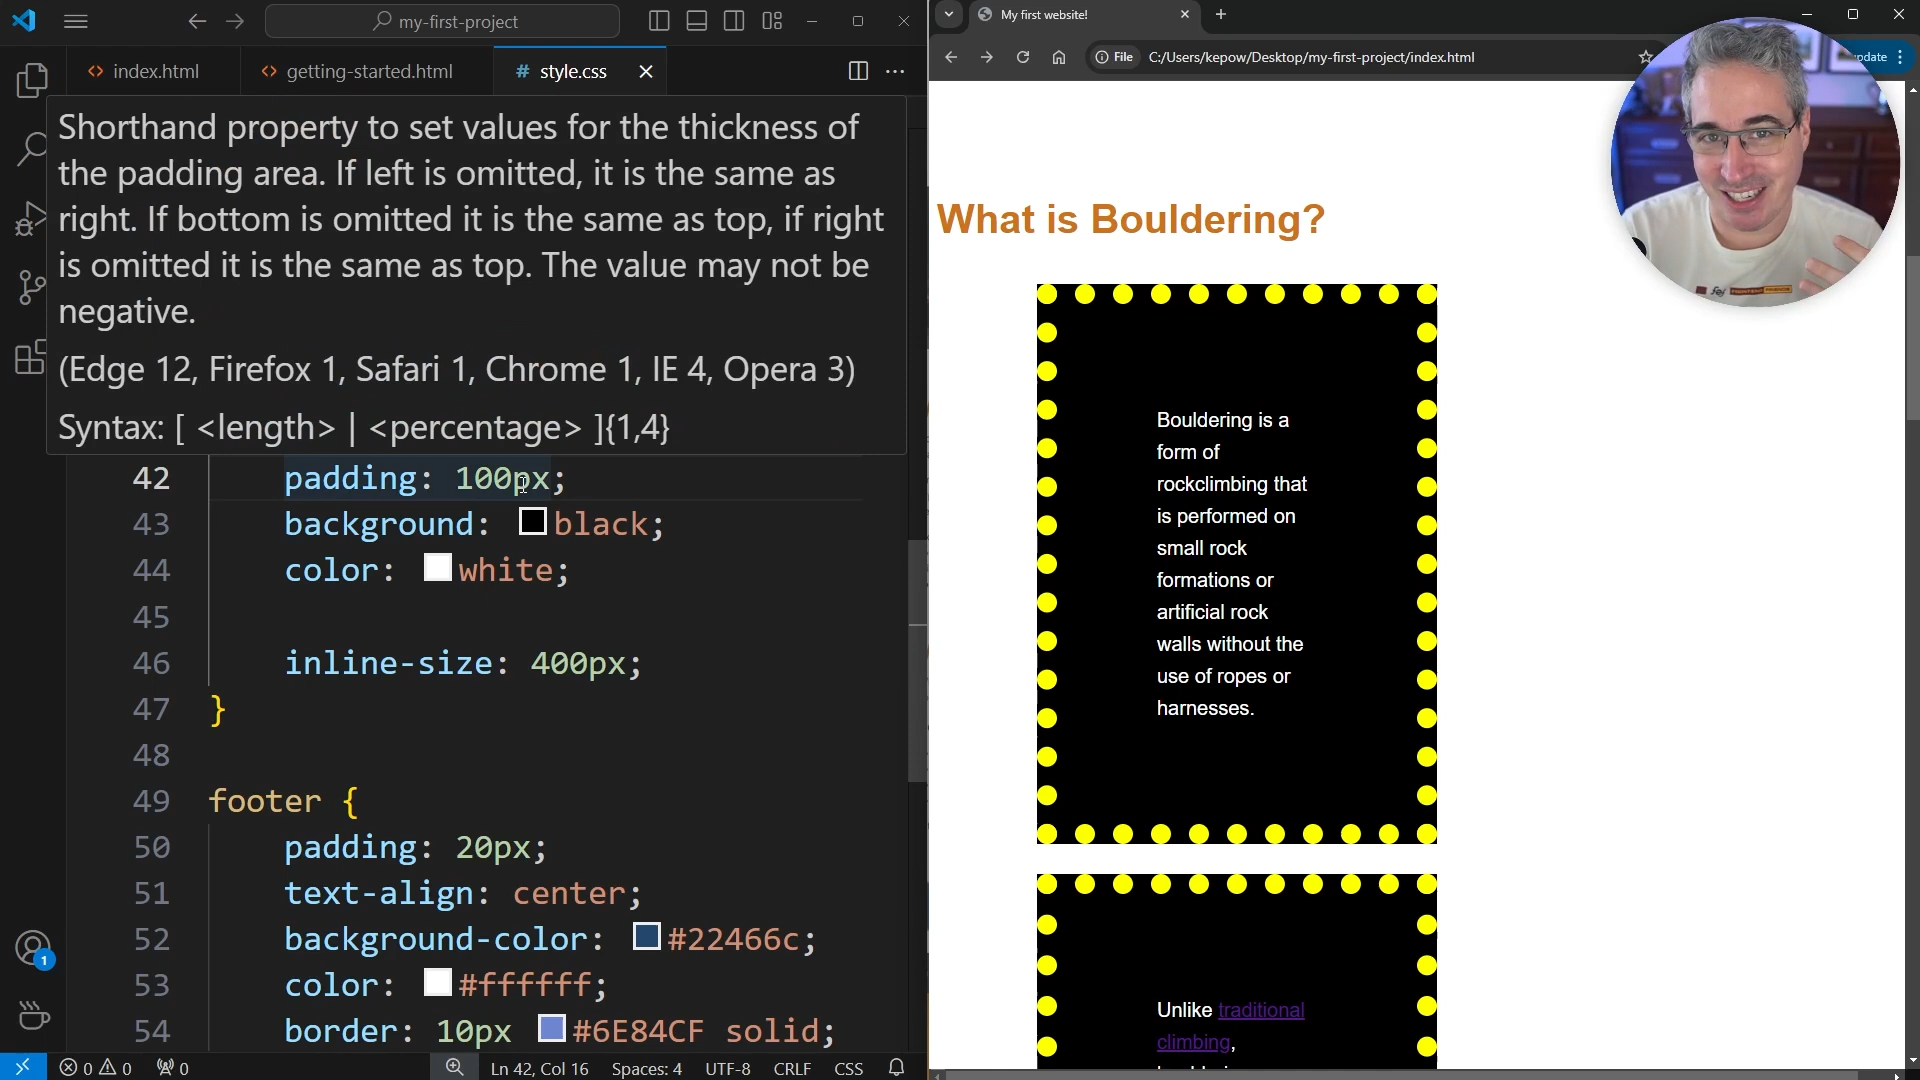 my-first-project
index.html
getting-started.html
# style.css
Shorthand property to set values for the thickness of
the padding area. If left is omitted, it is the same as
right. If bottom is omitted it is the same as top, if right
is omitted it is the same as top. The value may not be
negative.
(Edge 12, Firefox 1, Safari 1, Chrome 1, IE 4, Opera 3)
Syntax: [ <length> | <percentage> ]{1,4}
42 padding: 100px;
43 background: black;
44 color: white;
45
46 inline-size: 400px;
47 }
48
49 footer {
50 padding: 20px;
51 text-align: center;
52 background-color: #22466c;
53 color: #ffffff;
54 border: 10px #6E84CF solid;
1
0 0 0 Ln 42, Col 16 Spaces: 4 UTF-8 CRLF CSS
My first website!
File C:/Users/kepow/Desktop/my-first-project/index.html
What is Bouldering?
Bouldering is a
form of
rockclimbing that
is performed on
small rock
formations or
artificial rock
walls without the
use of ropes or
harnesses.
Unlike traditional
climbing,